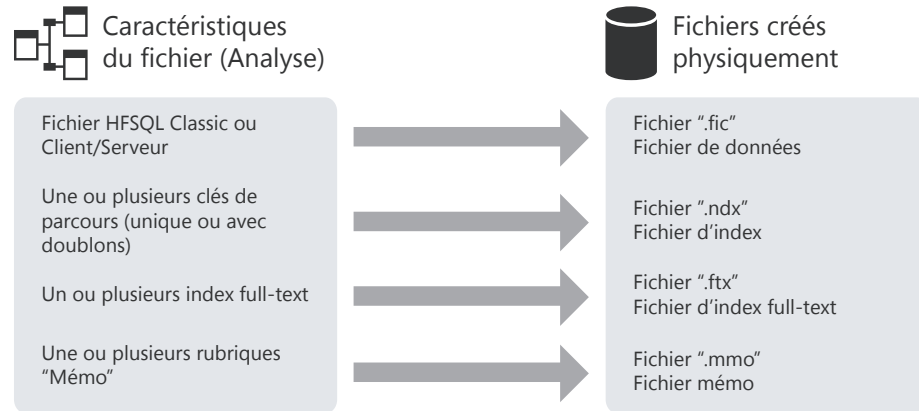 Caractéristiques
du fichier (Analyse)
Fichiers créés
physiquement
Fichier HFSQL Classic ou
Client/Serveur
Fichier ”.fic”
Fichier de données
Une ou plusieurs clés de
parcours (unique ou avec
doublons)
Fichier ”.ndx”
Fichier d’index
Un ou plusieurs index full-text
Fichier ”.ftx”
Fichier d’index full-text
Une ou plusieurs rubriques
“Mémo”
Fichier ”.mmo”
Fichier mémo